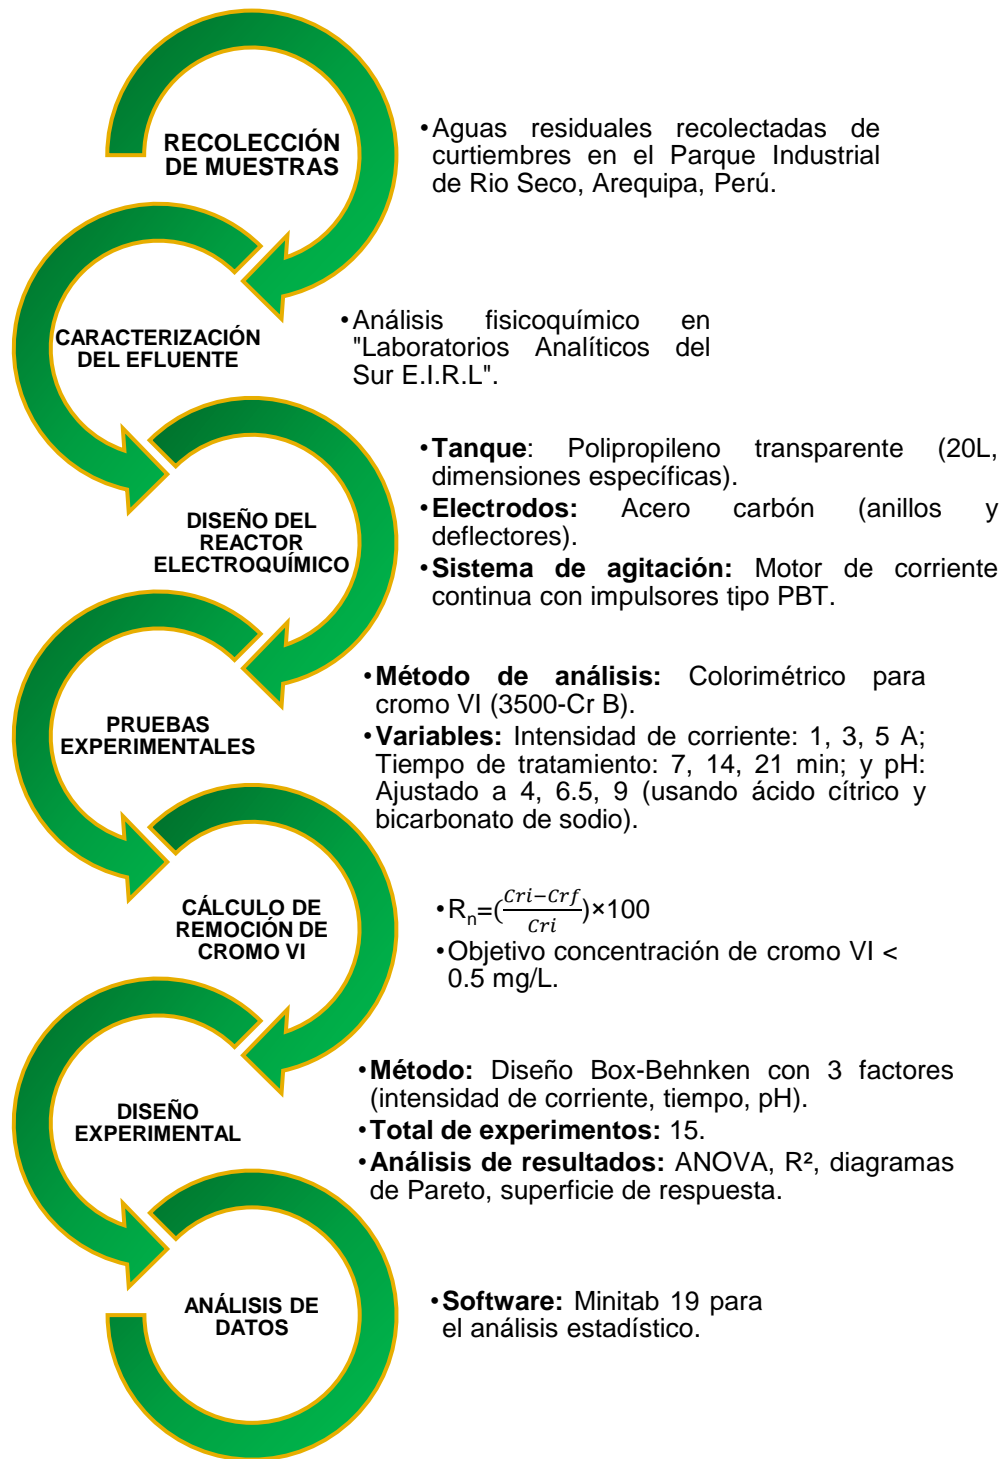 RECOLECCIÓN
DE MUESTRAS
•Aguas residuales recolectadas de
curtiembres en el Parque Industrial
de Rio Seco, Arequipa, Perú.
CARACTERIZACIÓN
DEL EFLUENTE
•Análisis fisicoquímico en
"Laboratorios Analíticos del
Sur E.I.R.L".
DISEÑO DEL
REACTOR
ELECTROQUÍMICO
•Tanque: Polipropileno transparente (20L,
dimensiones específicas).
•Electrodos: Acero carbón (anillos y
deflectores).
•Sistema de agitación: Motor de corriente
continua con impulsores tipo PBT.
PRUEBAS
EXPERIMENTALES
•Método de análisis: Colorimétrico para
cromo VI (3500-Cr B).
•Variables: Intensidad de corriente: 1, 3, 5 A;
Tiempo de tratamiento: 7, 14, 21 min; y pH:
Ajustado a 4, 6.5, 9 (usando ácido cítrico y
bicarbonato de sodio).
CÁLCULO DE
REMOCIÓN DE
CROMO VI
•Rn=((Cri−Crf)/Cri)×100
•Objetivo concentración de cromo VI <
0.5 mg/L.
DISEÑO
EXPERIMENTAL
•Método: Diseño Box-Behnken con 3 factores
(intensidad de corriente, tiempo, pH).
•Total de experimentos: 15.
•Análisis de resultados: ANOVA, R², diagramas
de Pareto, superficie de respuesta.
ANÁLISIS DE
DATOS
•Software: Minitab 19 para
el análisis estadístico.